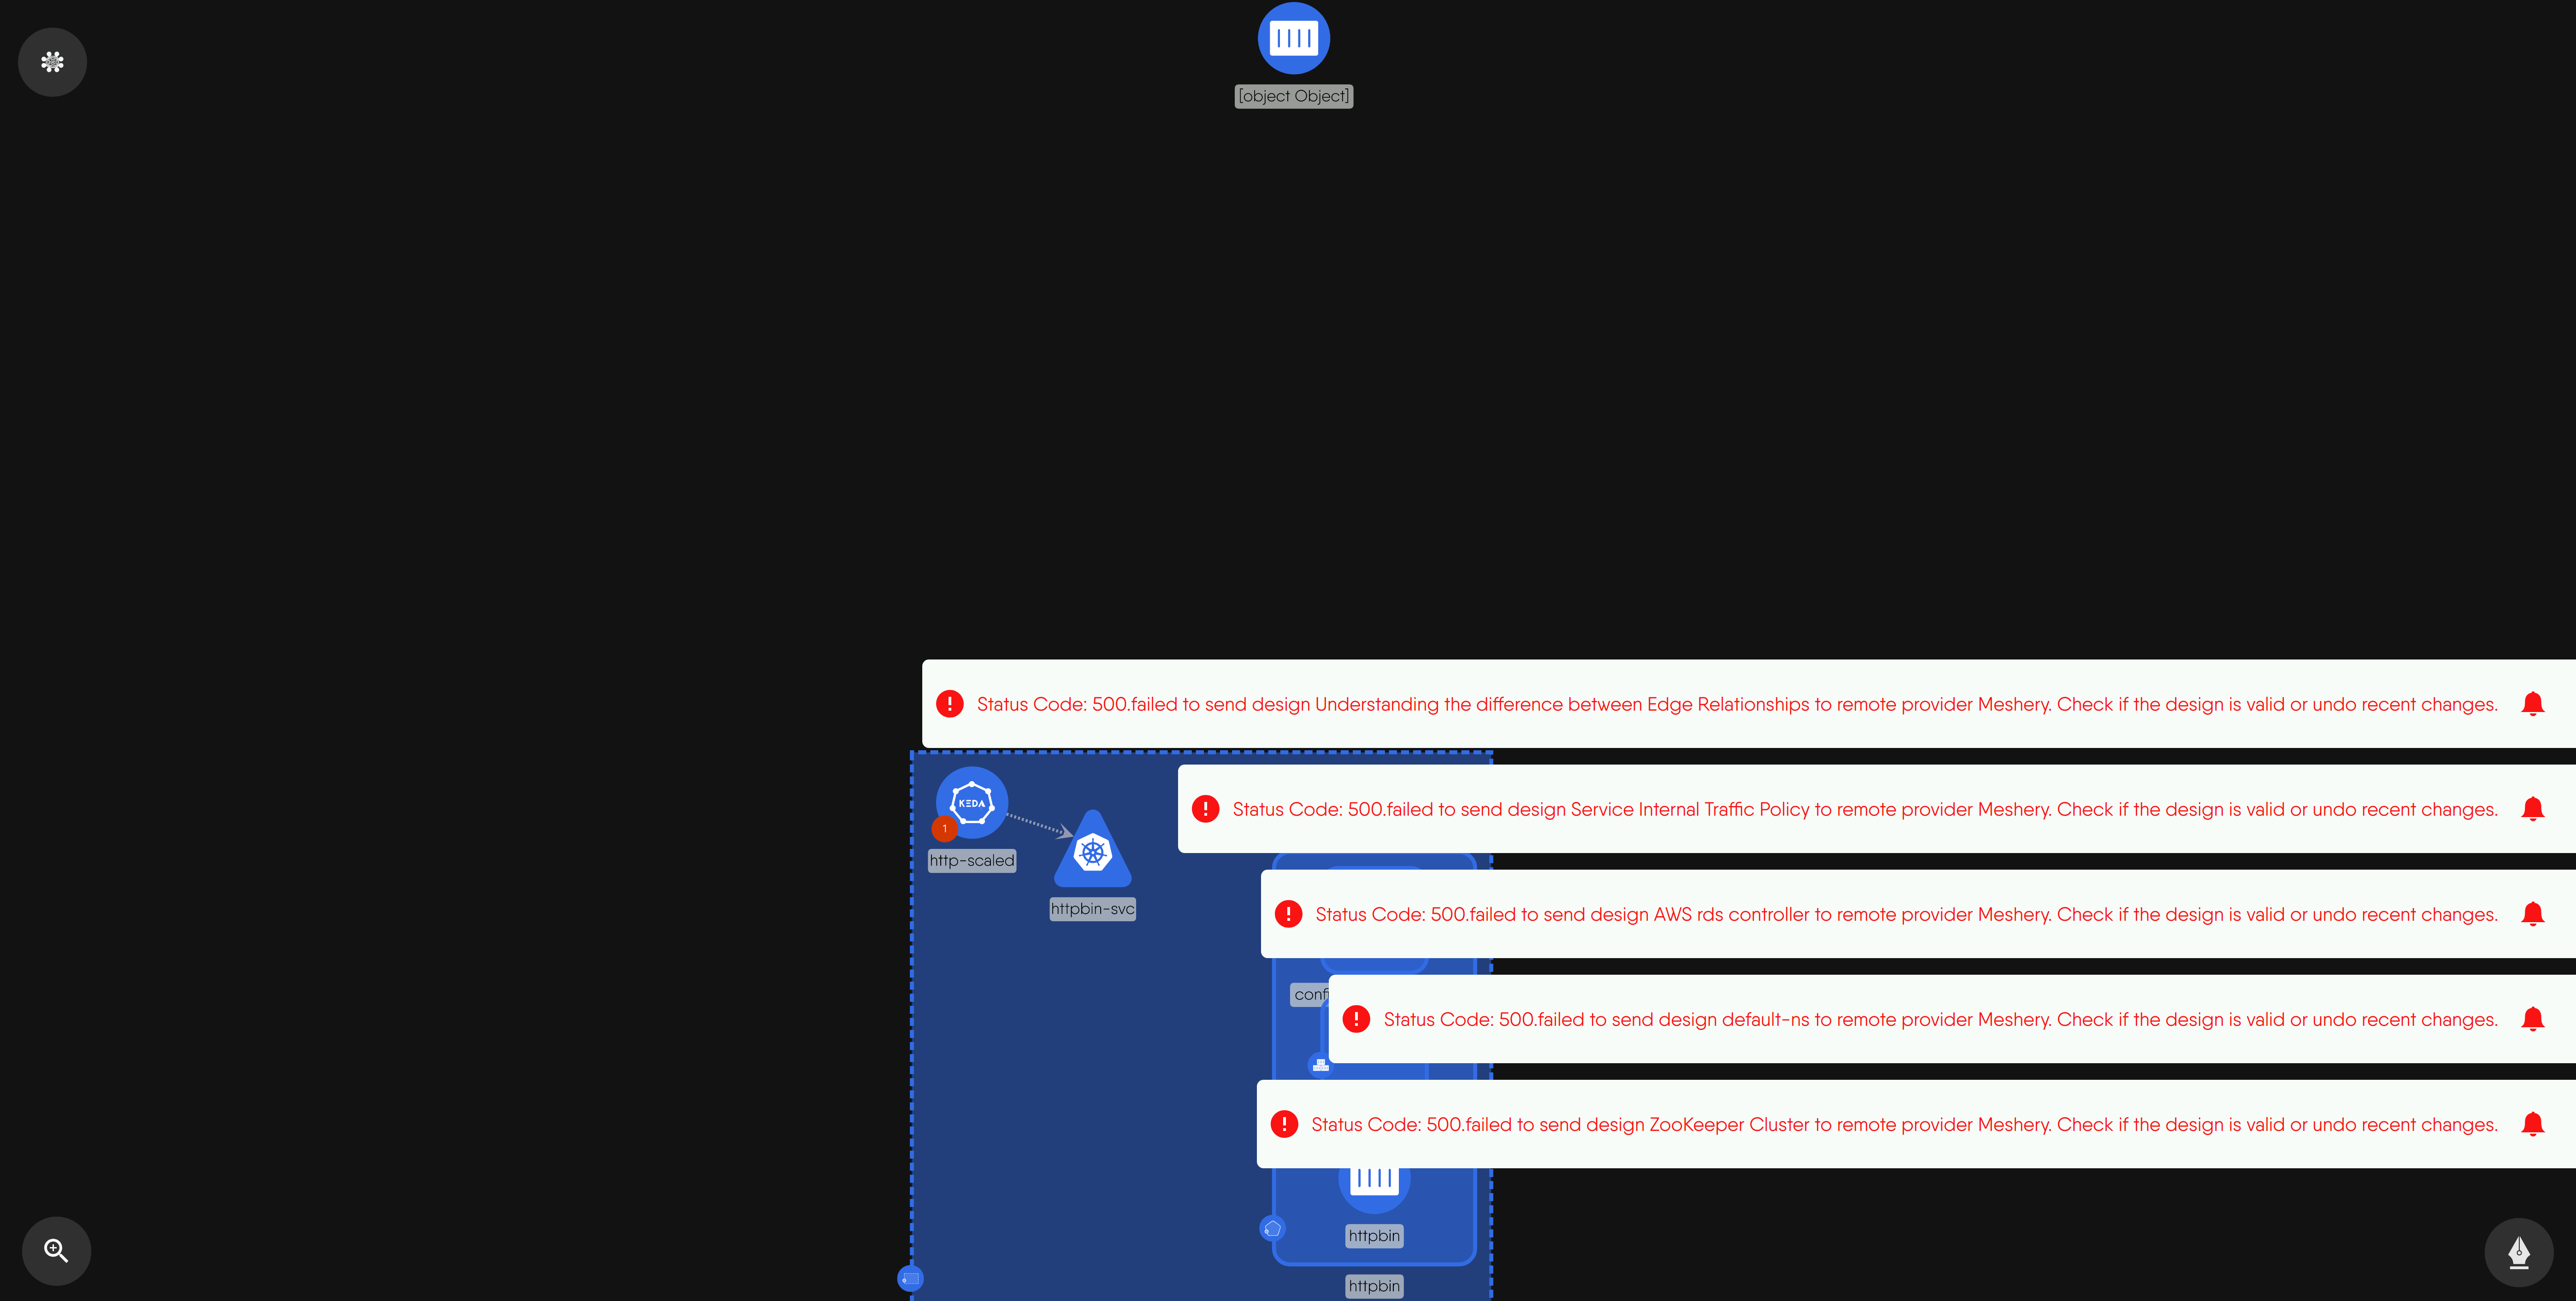 [object Object]
Status Code: 500.failed to send design Understanding the difference between Edge Relationships to remote provider Meshery. Check if the design is valid or undo recent changes.
KEDA
1
http-scaled
httpbin-svc
Status Code: 500.failed to send design Service Internal Traffic Policy to remote provider Meshery. Check if the design is valid or undo recent changes.
Status Code: 500.failed to send design AWS rds controller to remote provider Meshery. Check if the design is valid or undo recent changes.
Status Code: 500.failed to send design default-ns to remote provider Meshery. Check if the design is valid or undo recent changes.
Status Code: 500.failed to send design ZooKeeper Cluster to remote provider Meshery. Check if the design is valid or undo recent changes.
httpbin
httpbin